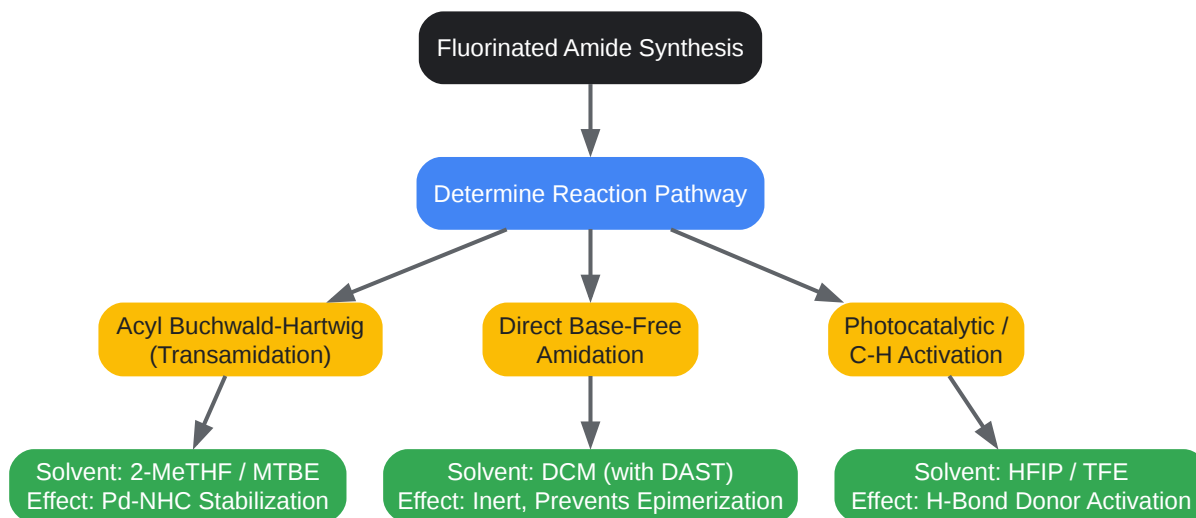 Fluorinated Amide Synthesis
Determine Reaction Pathway
Acyl Buchwald-Hartwig
(Transamidation)
Direct Base-Free
Amidation
Photocatalytic /
C-H Activation
Solvent: 2-MeTHF / MTBE
Effect: Pd-NHC Stabilization
Solvent: DCM (with DAST)
Effect: Inert, Prevents Epimerization
Solvent: HFIP / TFE
Effect: H-Bond Donor Activation